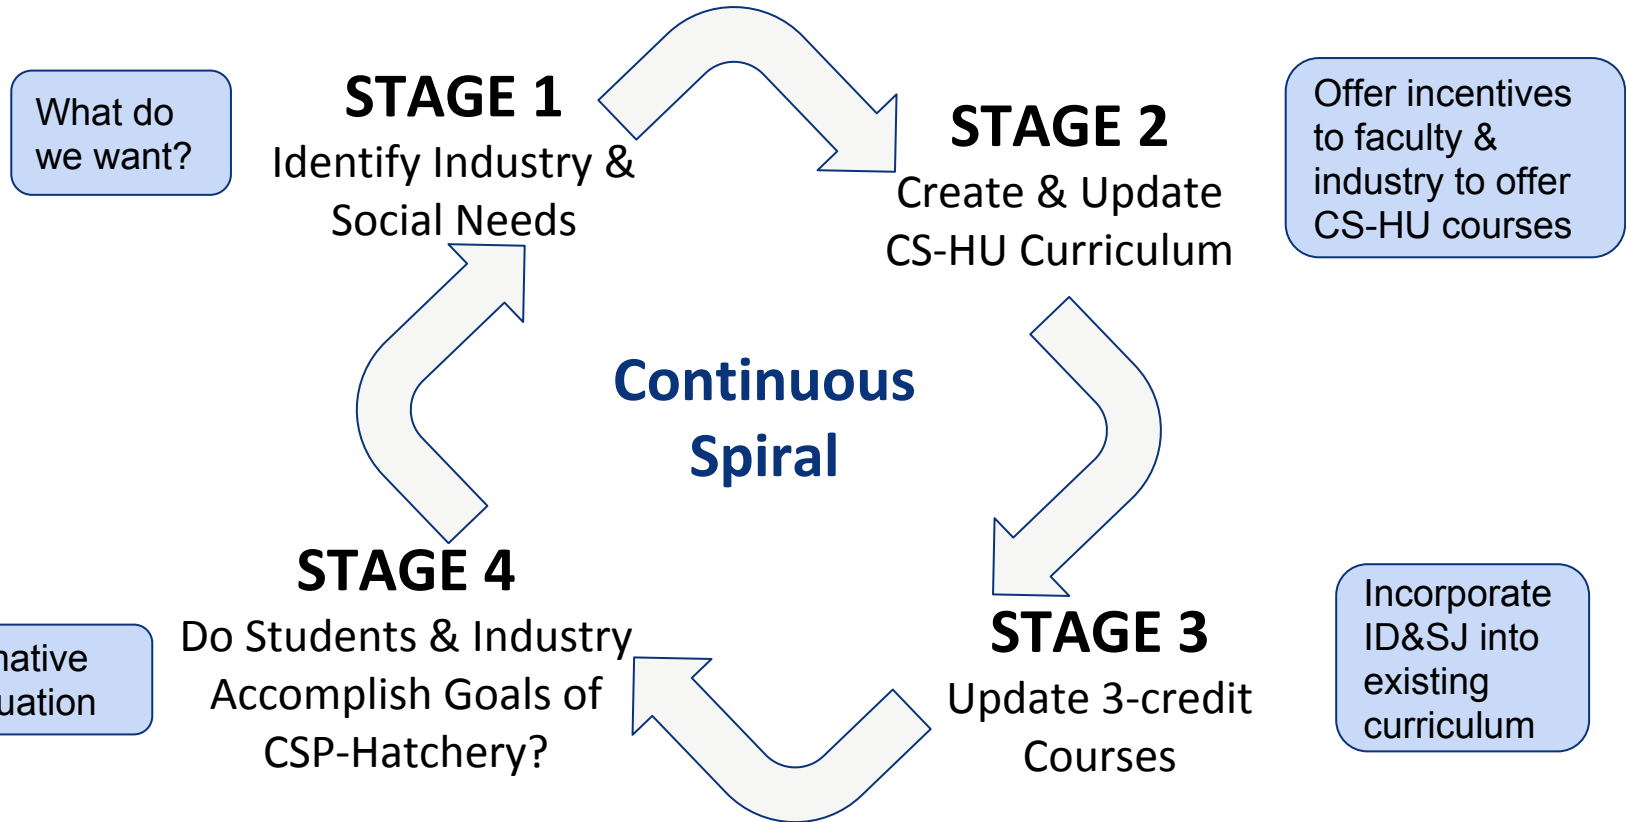 What do
we want?
STAGE 1
Identify Industry &
Social Needs
STAGE 2
Create & Update
CS-HU Curriculum
Offer incentives
to faculty &
industry to offer
CS-HU courses
Continuous
Spiral
STAGE 3
Update 3-credit
Courses
Incorporate
ID&SJ into
existing
curriculum
STAGE 4
Do Students & Industry
Accomplish Goals of
CSP-Hatchery?